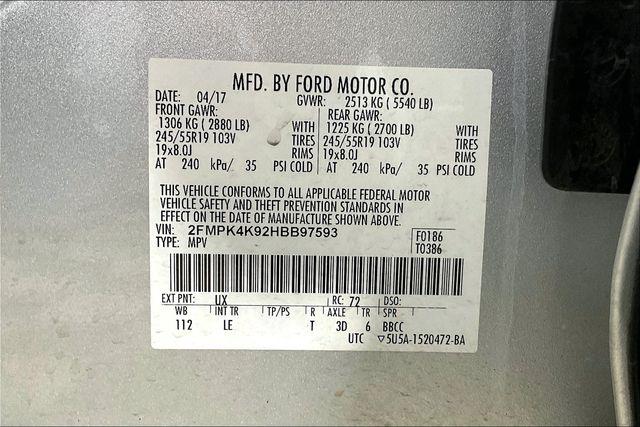 MFD. BY FORD MOTOR CO.
DATE: 04/17 GVWR: 2513 KG ( 5540 LB)
FRONT GAWR: REAR GAWR:
1306 KG ( 2880 LB) WITH 1225 KG ( 2700 LB) WITH
245/55R19 103V TIRES 245/55R19 103V TIRES
19x8.0J RIMS 19x8.0J RIMS
AT 240 kPa/ 35 PSI COLD AT 240 kPa/ 35 PSI COLD
THIS VEHICLE CONFORMS TO ALL APPLICABLE FEDERAL MOTOR
VEHICLE SAFETY AND THEFT PREVENTION STANDARDS IN
EFFECT ON THE DATE OF MANUFACTURE SHOWN ABOVE.
VIN: 2FMPK4K92HBB97593 F0186
TYPE: MPV T0386
EXT PNT: UX RC: 72 DSO:
WB INT TR TP/PS R AXLE TR SPR
112 LE T 3D 6 BBCC
UTC ▽5U5A-1520472-BA